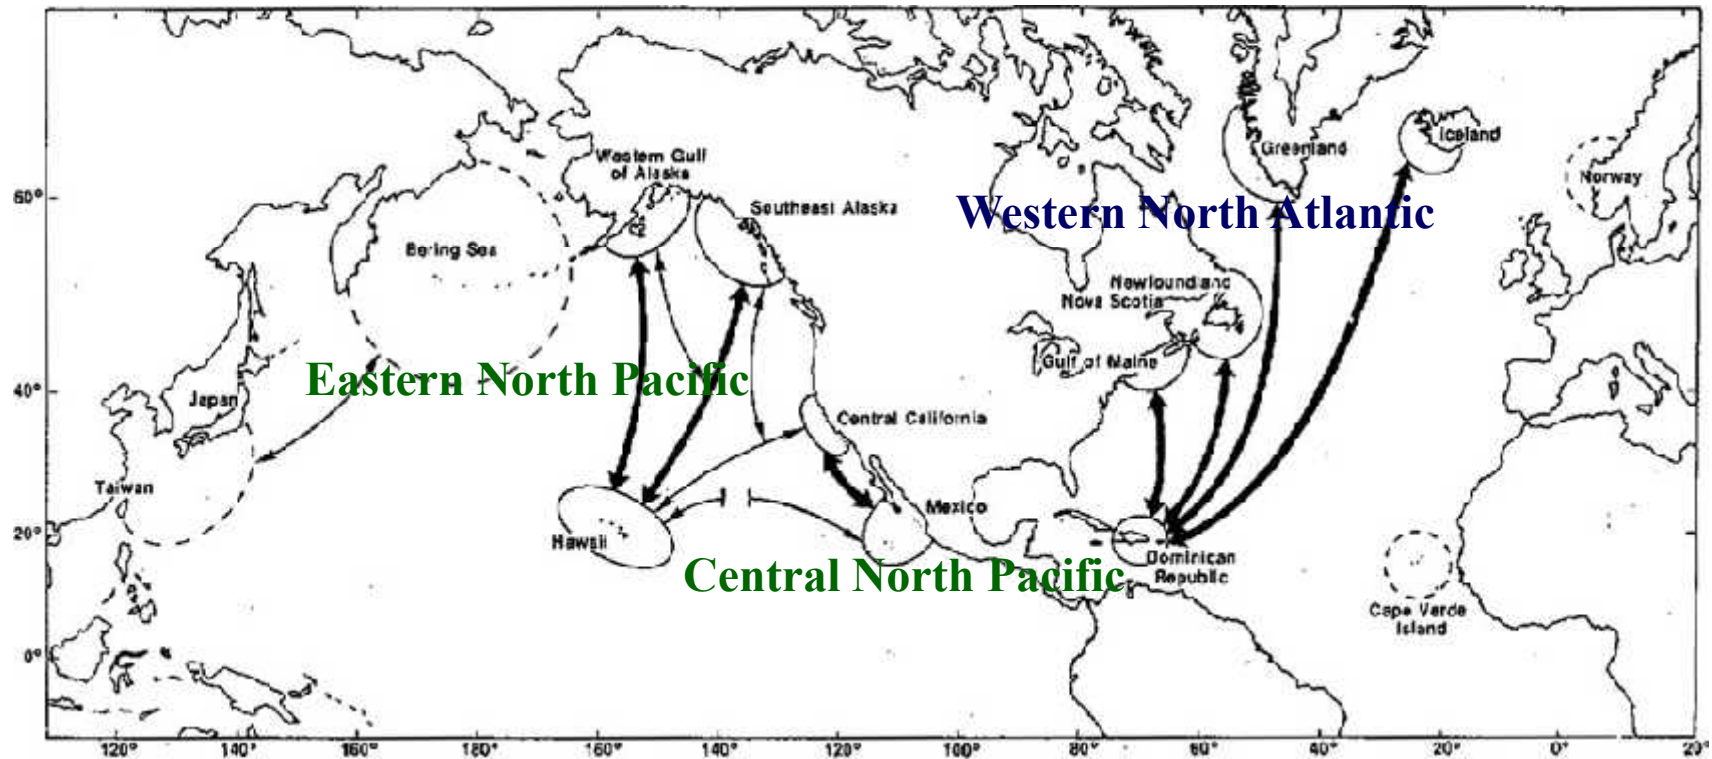 Western Gulf
of Alaska
Southeast Alaska
Bering Sea
Greenland
Iceland
Norway
60°
Western North Atlantic
Newfoundland
Nova Scotia
Gulf of Maine
Eastern North Pacific
40°
Japan
Central California
Taiwan
Mexico
20°
Hawaii
Dominican
Republic
Central North Pacific
Cape Verde
Island
0°
120° 140° 160° 180° 160° 140° 120° 100° 80° 60° 40° 20° 0° 20°